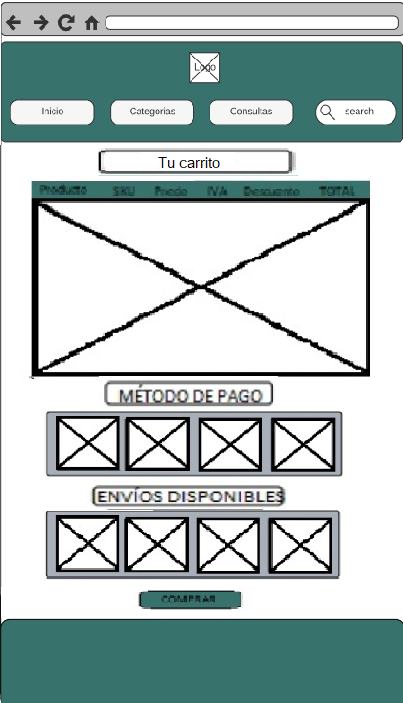 Logo
Inicio
Categorias
Consultas
search
Tu carrito
Producto SKU Precio IVA Descuento TOTAL
MÉTODO DE PAGO
ENVÍOS DISPONIBLES
COMPRAR